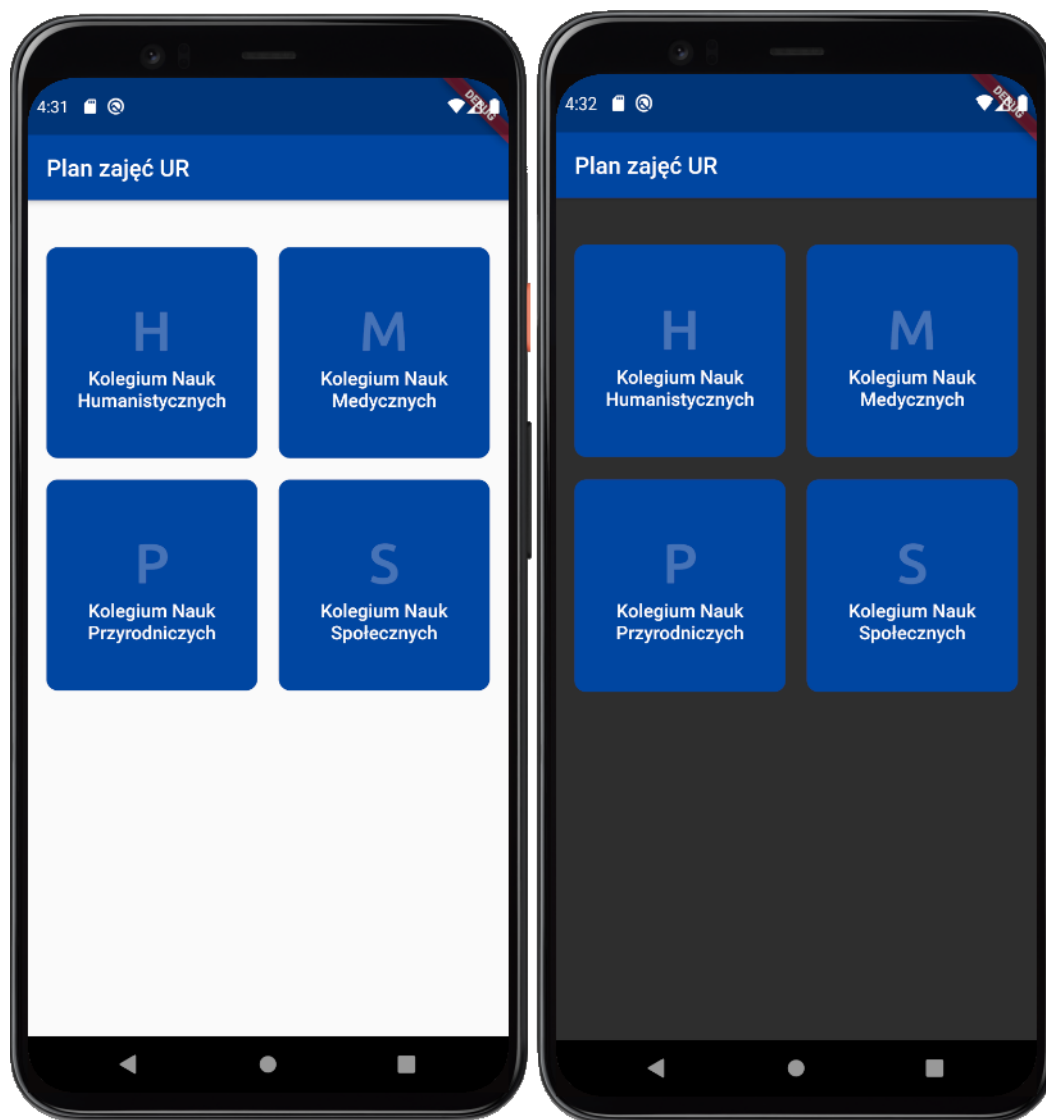 4:31
DEBUG
Plan zajęć UR
H
Kolegium Nauk
Humanistycznych
M
Kolegium Nauk
Medycznych
P
Kolegium Nauk
Przyrodniczych
S
Kolegium Nauk
Społecznych
4:32
DEBUG
Plan zajęć UR
H
Kolegium Nauk
Humanistycznych
M
Kolegium Nauk
Medycznych
P
Kolegium Nauk
Przyrodniczych
S
Kolegium Nauk
Społecznych